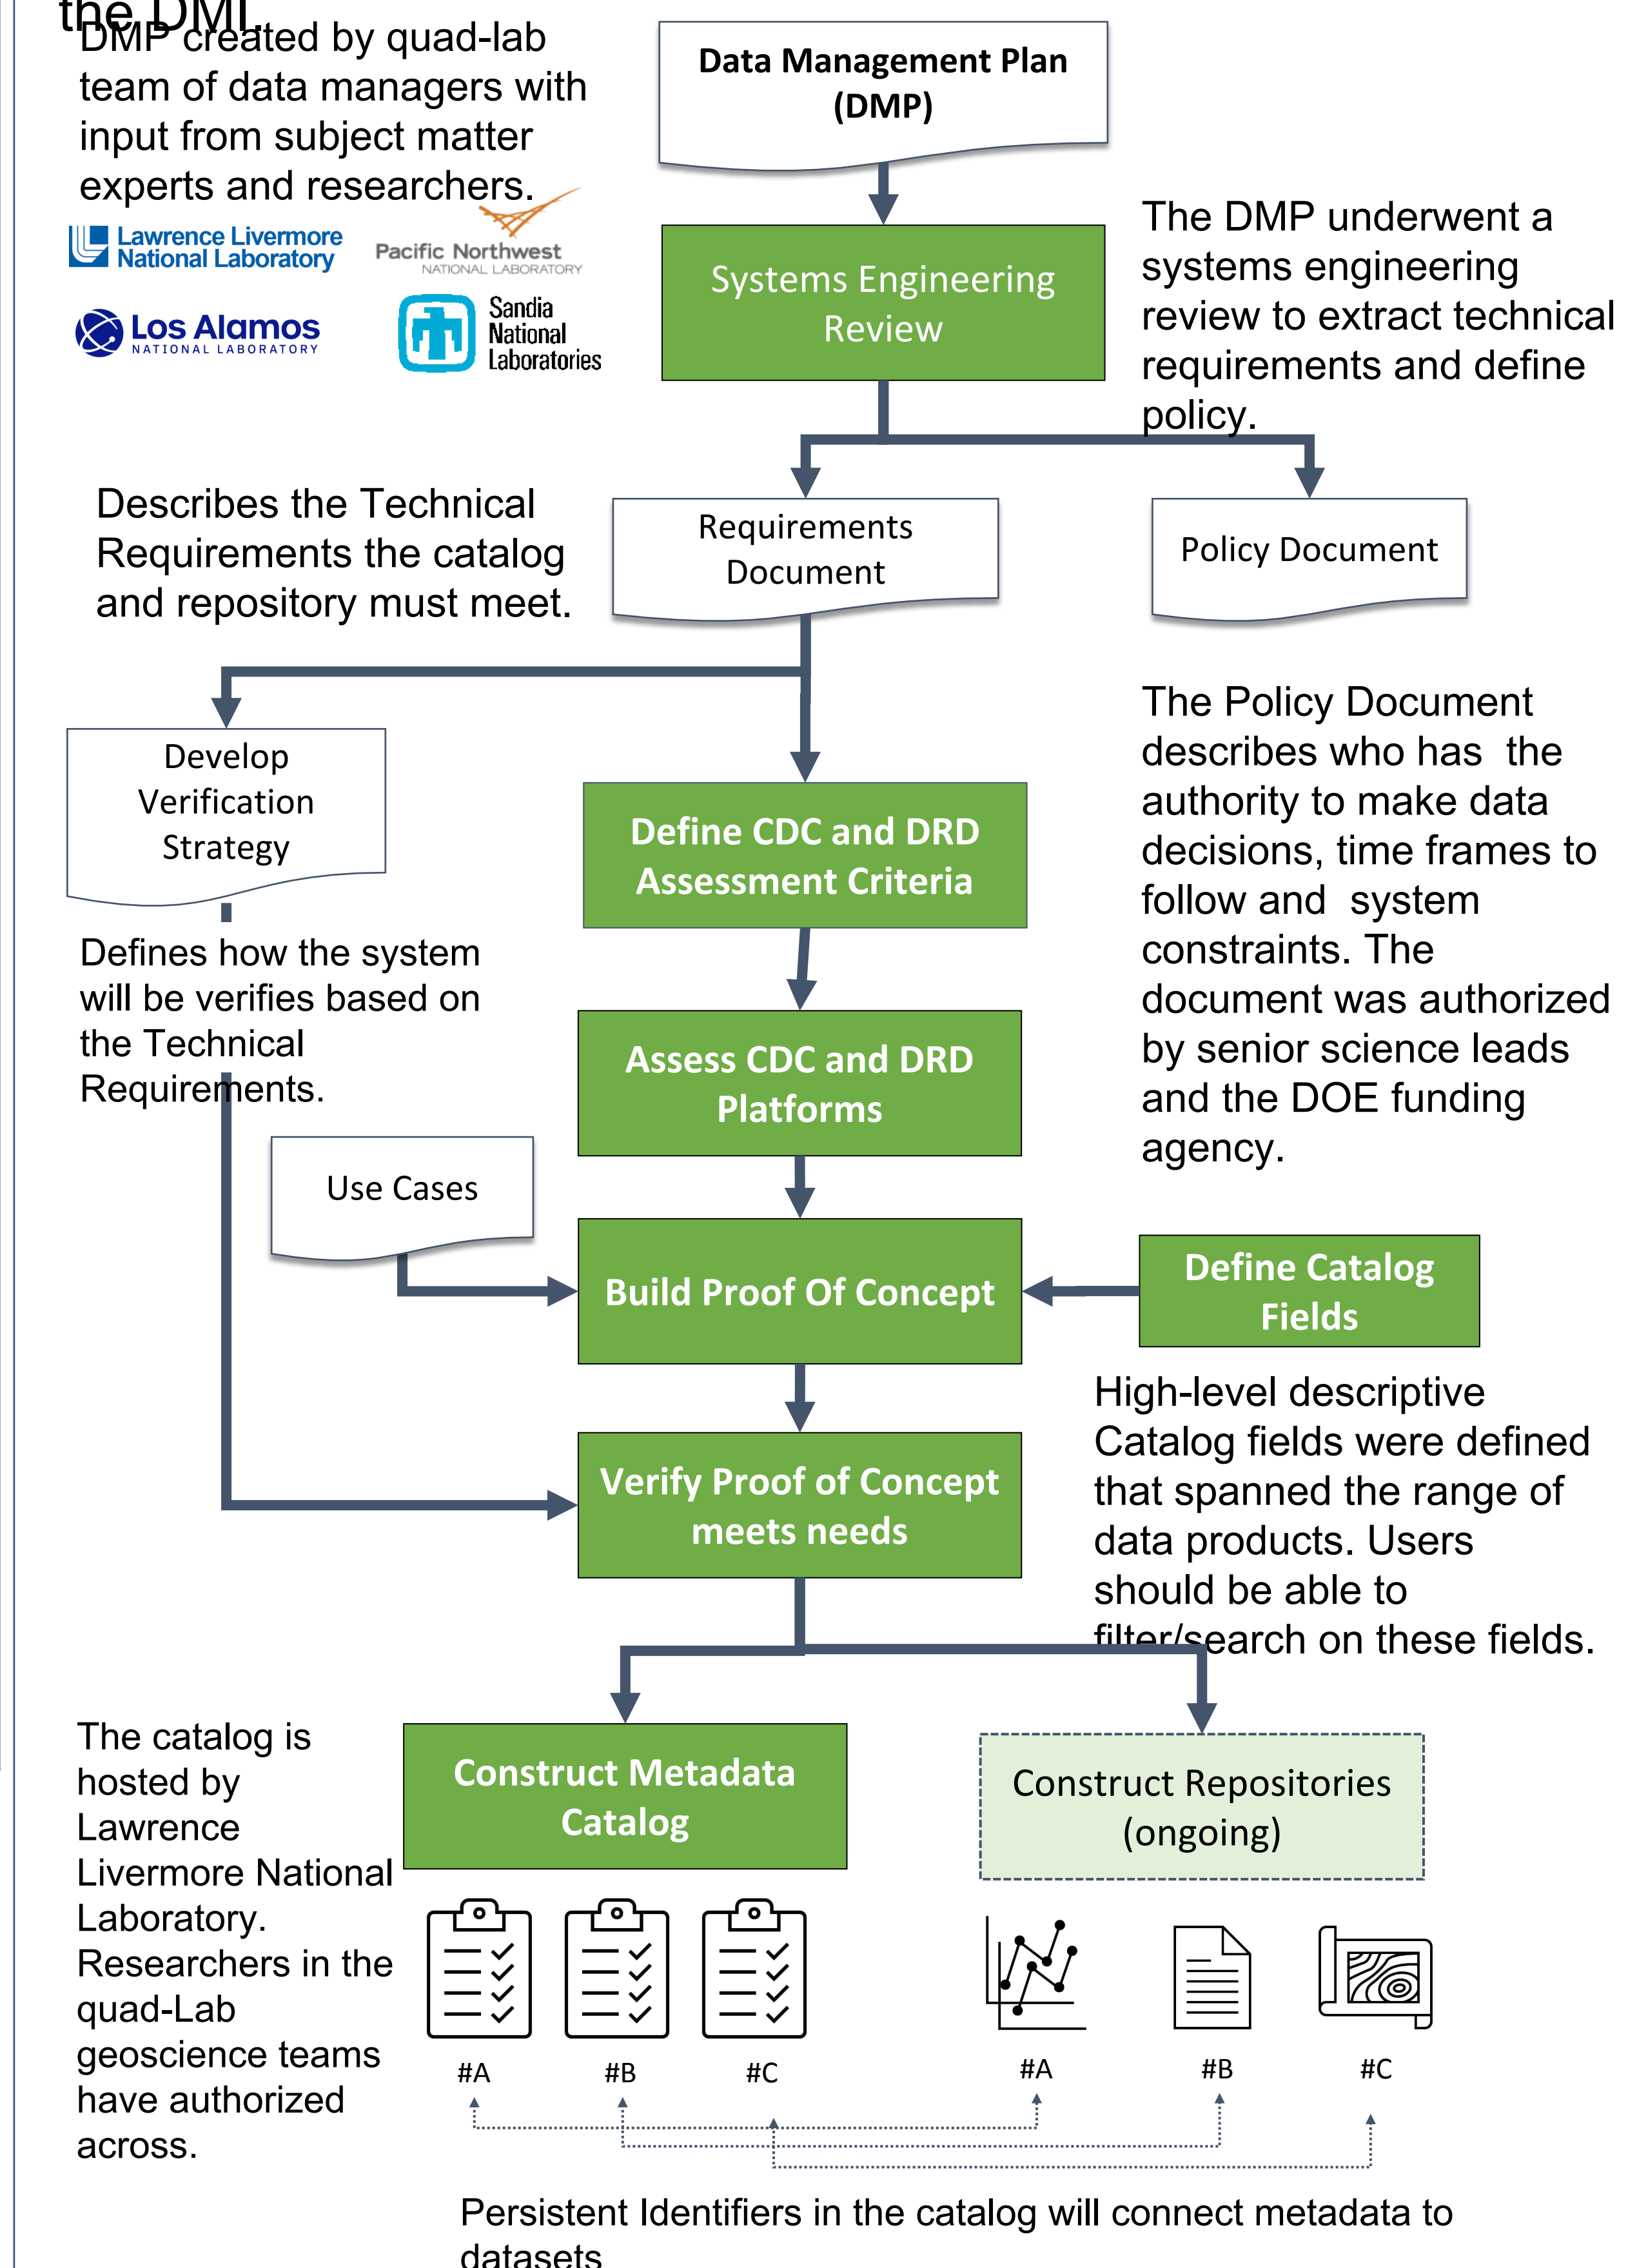 the DMI.
DMP created by quad-lab
team of data managers with
input from subject matter
experts and researchers.
Lawrence Livermore
National Laboratory
Pacific Northwest
NATIONAL LABORATORY
Los Alamos
NATIONAL LABORATORY
Sandia
National
Laboratories
Data Management Plan
(DMP)
Systems Engineering
Review
The DMP underwent a
systems engineering
review to extract technical
requirements and define
policy.
Describes the Technical
Requirements the catalog
and repository must meet.
Requirements
Document
Policy Document
Develop
Verification
Strategy
Defines how the system
will be verifies based on
the Technical
Requirements.
Define CDC and DRD
Assessment Criteria
The Policy Document
describes who has the
authority to make data
decisions, time frames to
follow and system
constraints. The
document was authorized
by senior science leads
and the DOE funding
agency.
Assess CDC and DRD
Platforms
Use Cases
Build Proof Of Concept
Define Catalog
Fields
High-level descriptive
Catalog fields were defined
that spanned the range of
data products. Users
should be able to
filter/search on these fields.
Verify Proof of Concept
meets needs
The catalog is
hosted by
Lawrence
Livermore National
Laboratory.
Researchers in the
quad-Lab
geoscience teams
have authorized
across.
Construct Metadata
Catalog
Construct Repositories
(ongoing)
#A
#B
#C
#A
#B
#C
Persistent Identifiers in the catalog will connect metadata to
datasets